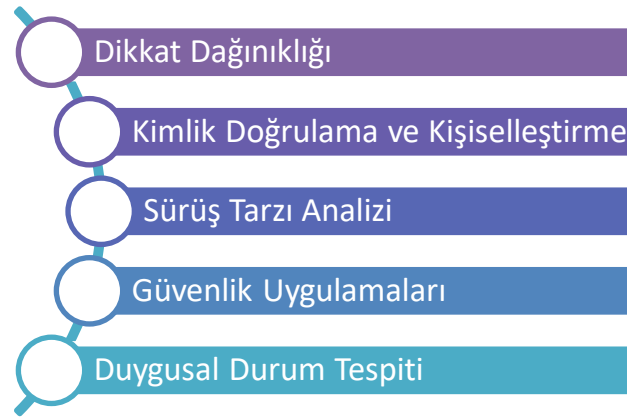 Dikkat Dağınıklığı
Kimlik Doğrulama ve Kişiselleştirme
Sürüş Tarzı Analizi
Güvenlik Uygulamaları
Duygusal Durum Tespiti